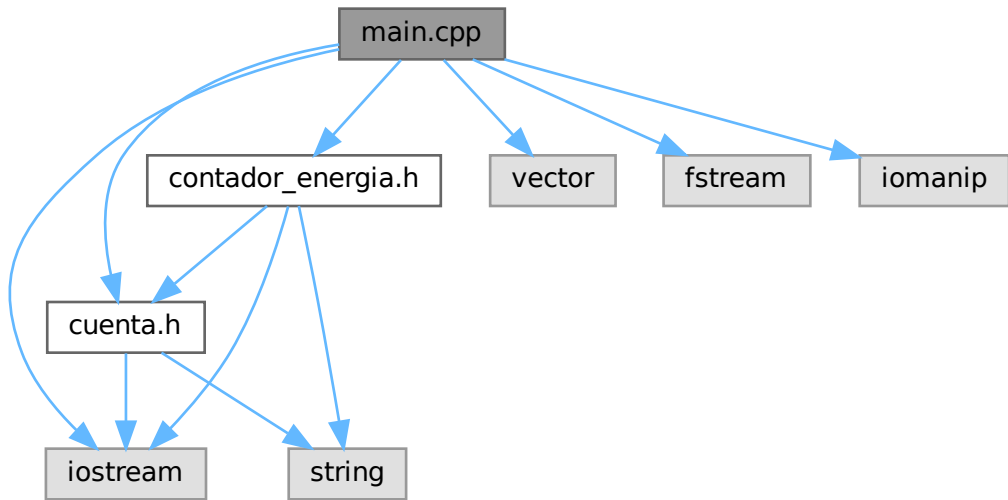 main.cpp
contador_energia.h
vector
fstream
iomanip
cuenta.h
iostream
string